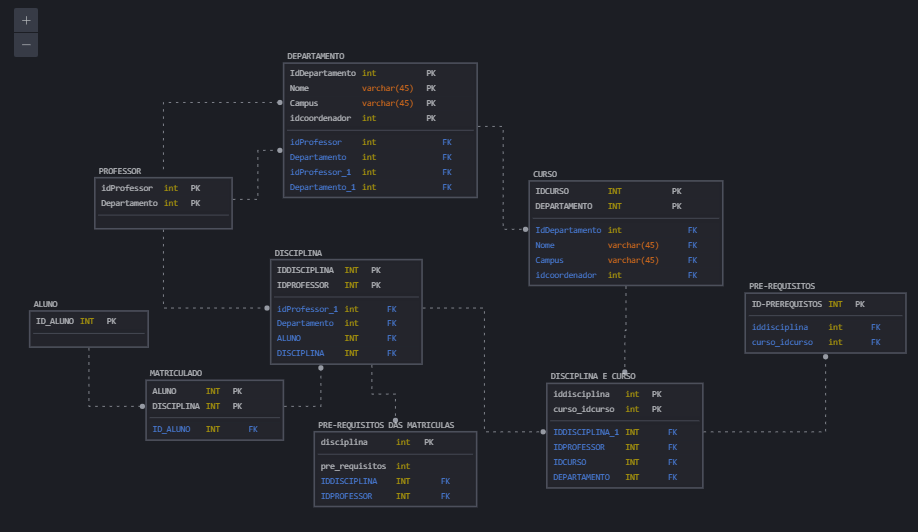 +
−
DEPARTAMENTO
IdDepartamento int PK
Nome varchar(45) PK
Campus varchar(45) PK
idcoordenador int PK
idProfessor int FK
Departamento int FK
idProfessor_1 int FK
Departamento_1 int FK
PROFESSOR
idProfessor int PK
Departamento int PK
CURSO
IDCURSO INT PK
DEPARTAMENTO INT PK
IdDepartamento int FK
Nome varchar(45) FK
Campus varchar(45) FK
idcoordenador int FK
DISCIPLINA
IDDISCIPLINA INT PK
IDPROFESSOR INT PK
idProfessor_1 int FK
Departamento int FK
ALUNO INT FK
DISCIPLINA INT FK
PRE-REQUISITOS
ID-PREREQUISTOS INT PK
iddisciplina int FK
curso_idcurso int FK
ALUNO
ID_ALUNO INT PK
MATRICULADO
ALUNO INT PK
DISCIPLINA INT PK
ID_ALUNO INT FK
DISCIPLINA E CURSO
iddisciplina int PK
curso_idcurso int PK
IDDISCIPLINA_1 INT FK
IDPROFESSOR INT FK
IDCURSO INT FK
DEPARTAMENTO INT FK
PRE-REQUISITOS DAS MATRICULAS
disciplina int PK
pre_requisitos int
IDDISCIPLINA INT FK
IDPROFESSOR INT FK